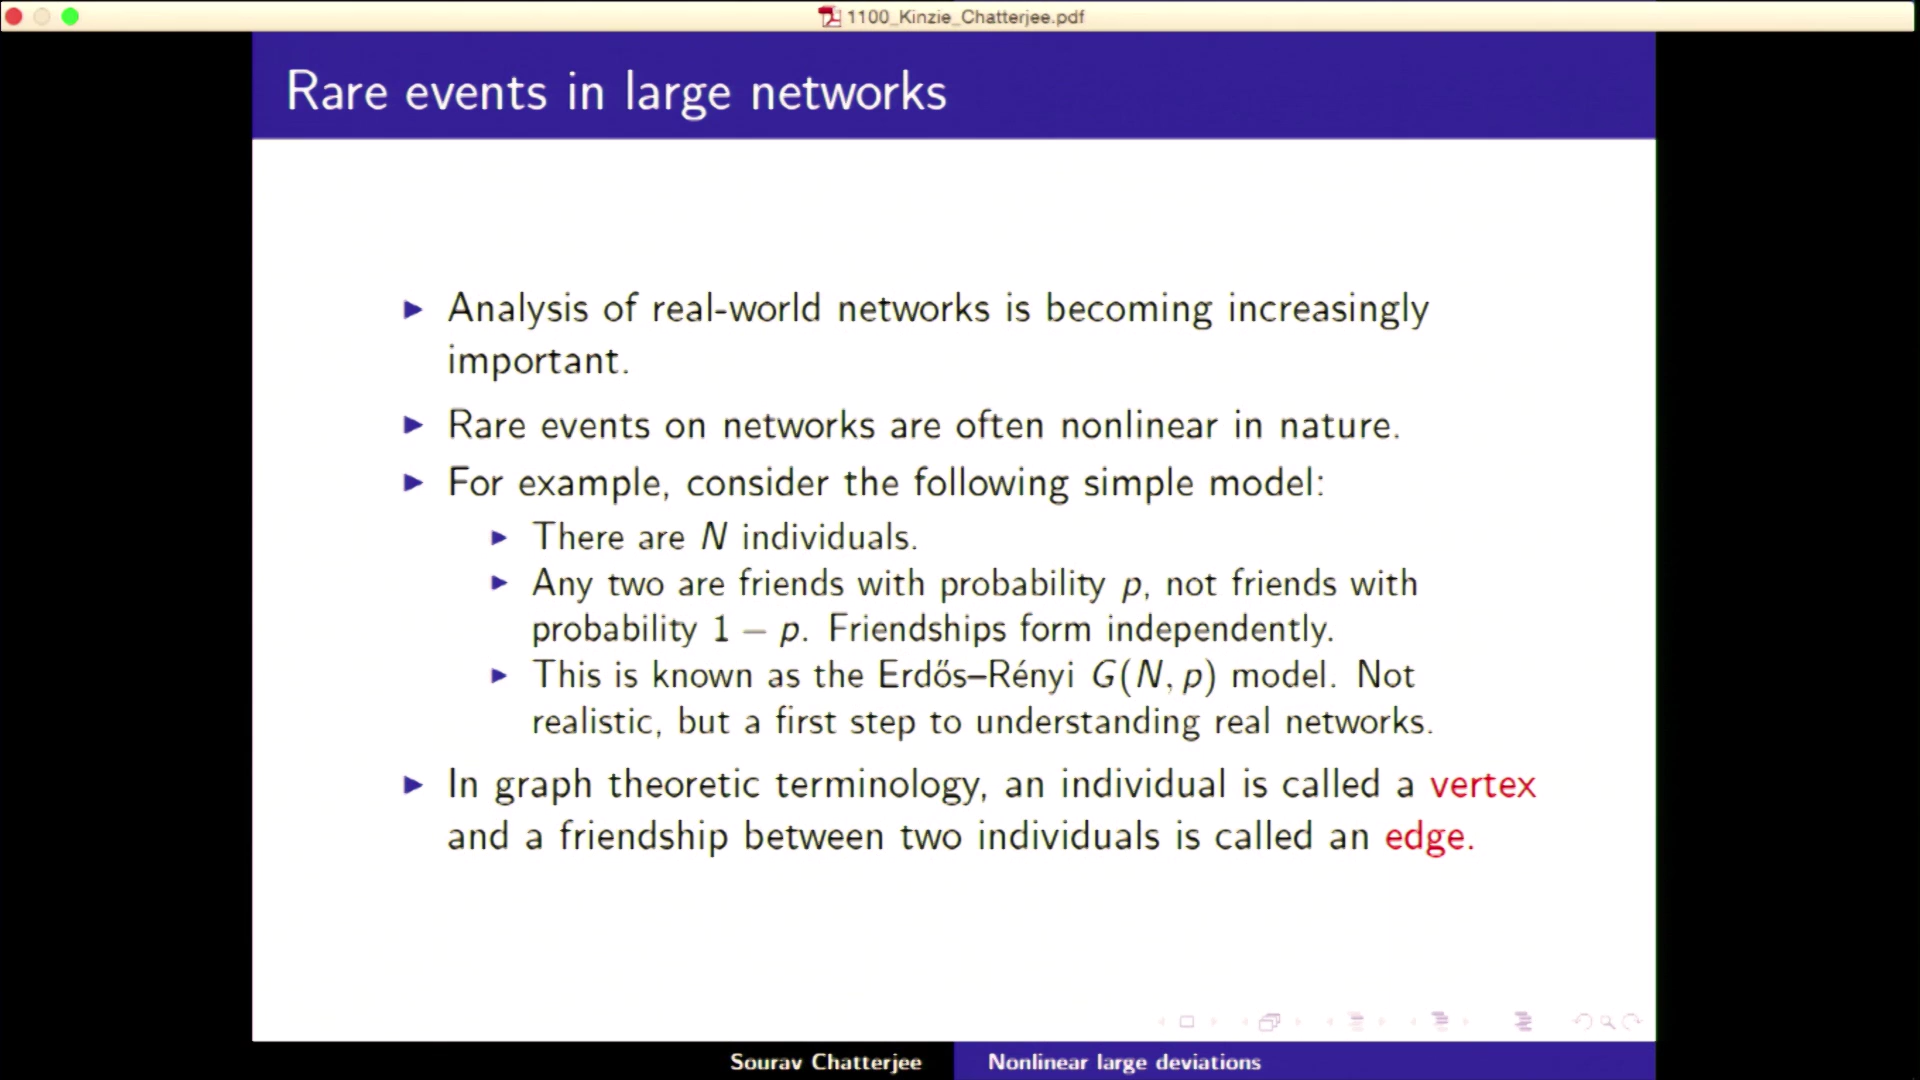 1100_Kinzie_Chatterjee.pdf
Rare events in large networks
Analysis of real-world networks is becoming increasingly
important.
Rare events on networks are often nonlinear in nature.
For example, consider the following simple model:
There are N individuals.
Any two are friends with probability p, not friends with
probability 1 − p. Friendships form independently.
This is known as the Erdős–Rényi G(N, p) model. Not
realistic, but a first step to understanding real networks.
In graph theoretic terminology, an individual is called a vertex
and a friendship between two individuals is called an edge.
Sourav Chatterjee Nonlinear large deviations